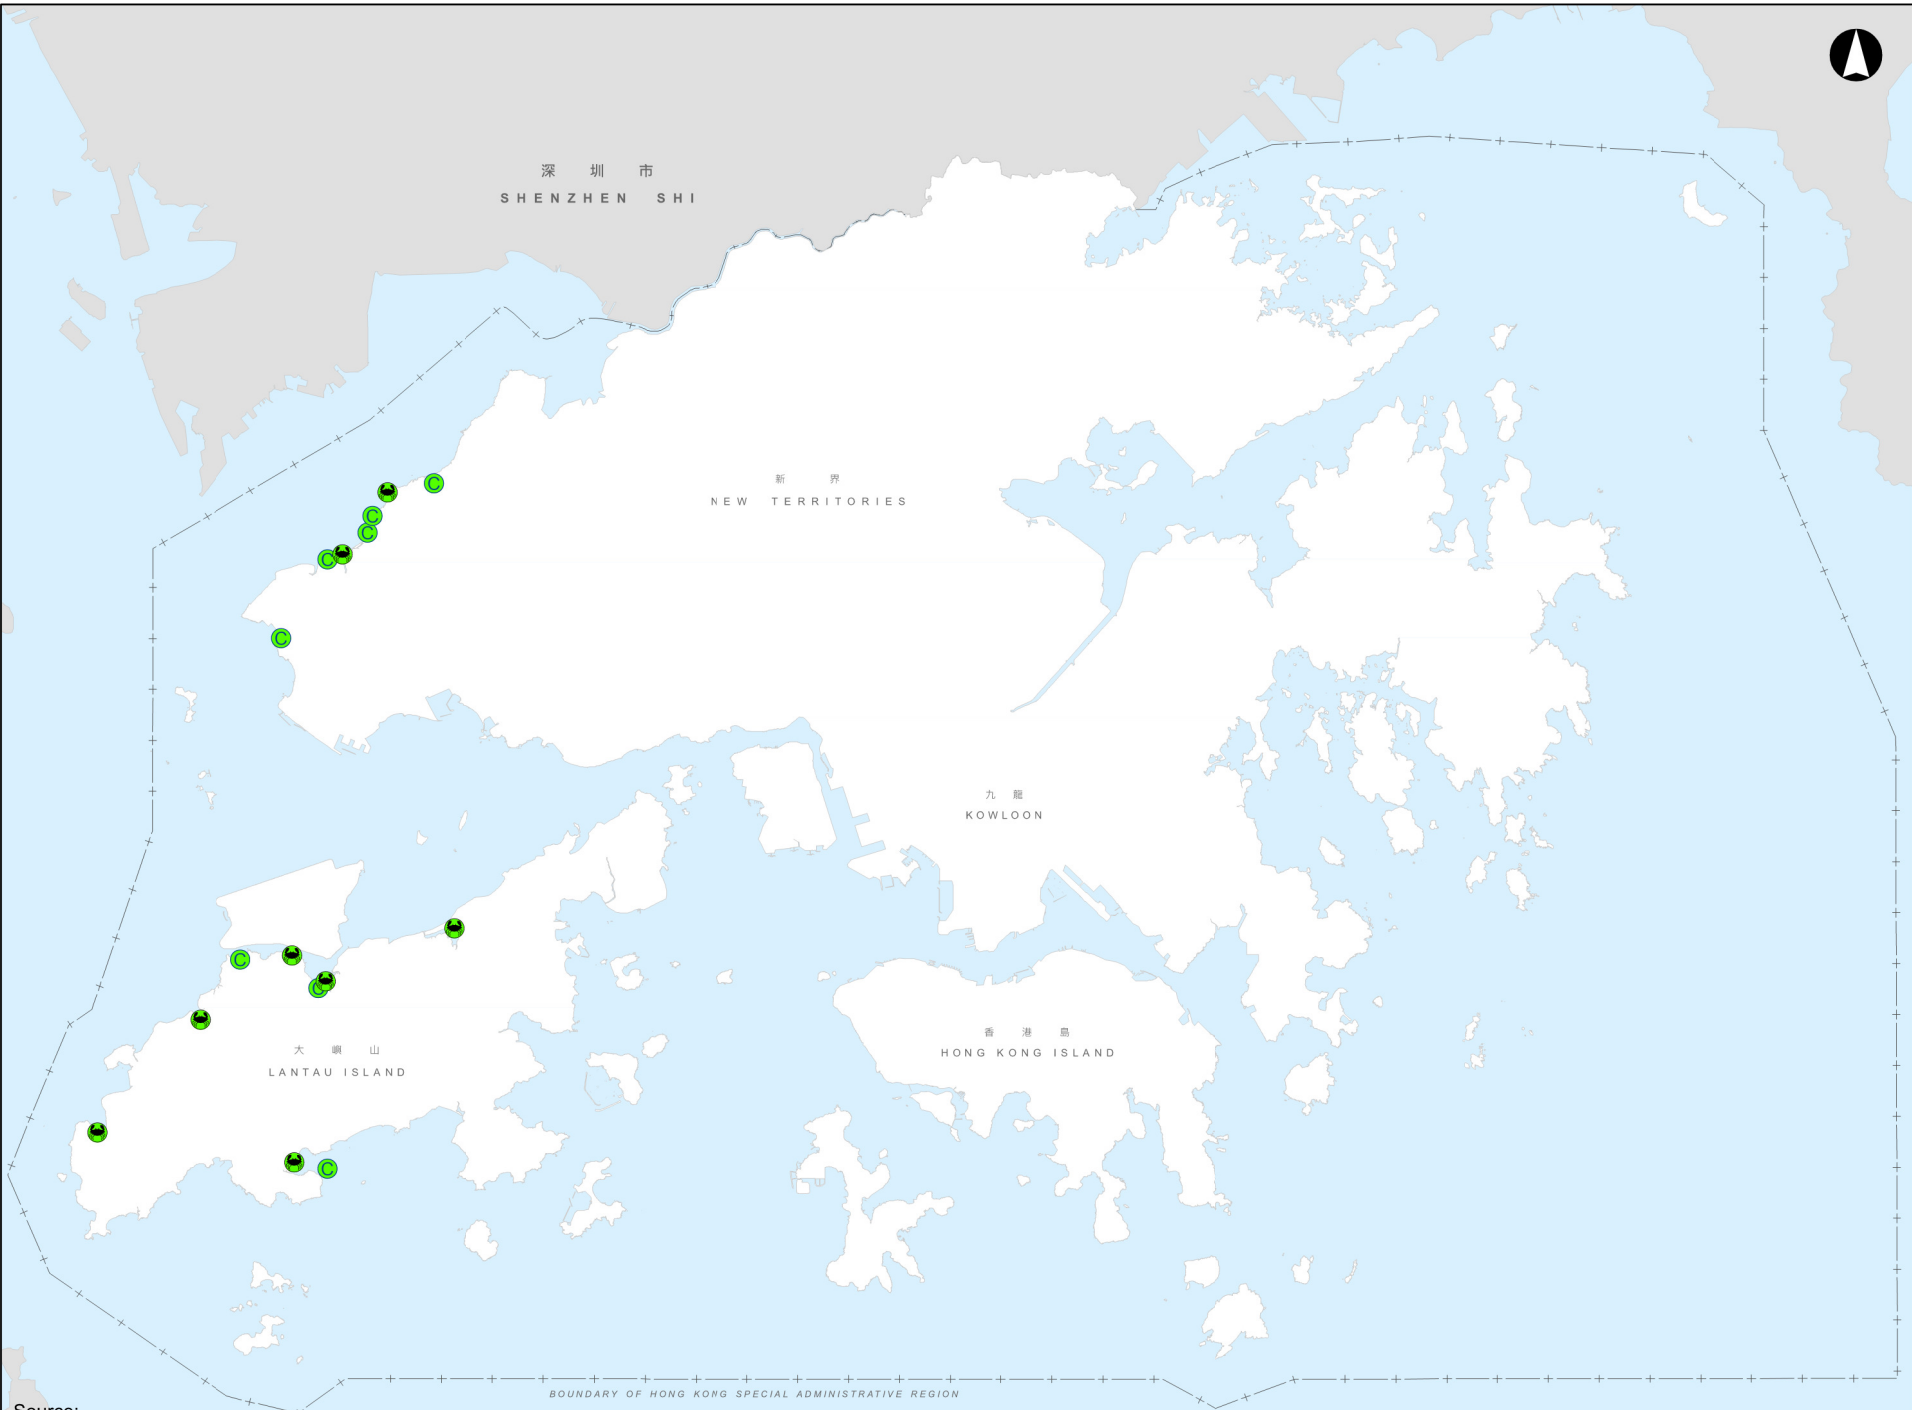 深 圳 市
SHENZHEN SHI
新 界
NEW TERRITORIES
C
C
C
C
C
九 龍
KOWLOON
C
C
大 嶼 山
LANTAU ISLAND
香 港 島
HONG KONG ISLAND
C
BOUNDARY OF HONG KONG SPECIAL ADMINISTRATIVE REGION
Source: